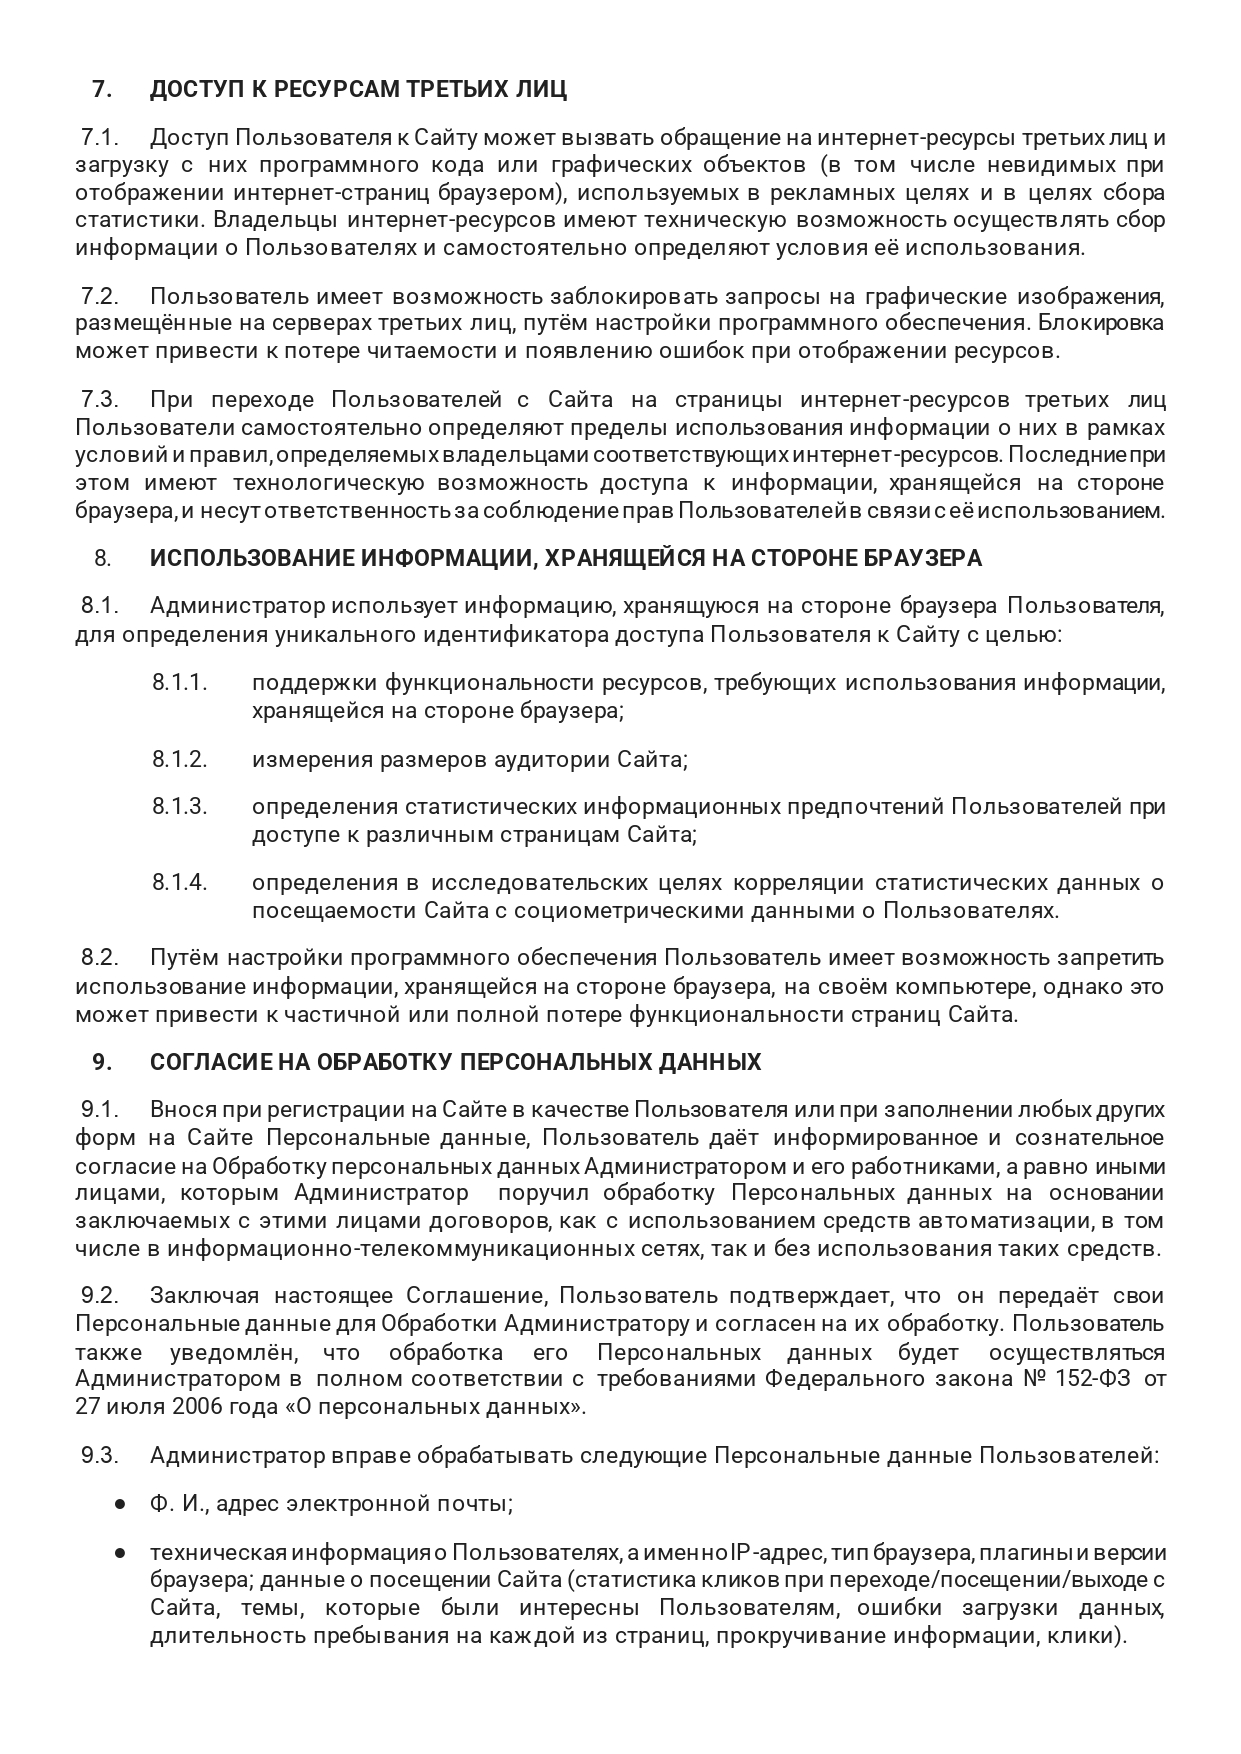 7. ДОСТУП К РЕСУРСАМ ТРЕТЬИХ ЛИЦ
7.1. Доступ Пользователя к Сайту может вызвать обращение на интернет-ресурсы третьих лиц и
загрузку с них программного кода или графических объектов (в том числе невидимых при
отображении интернет-страниц браузером), используемых в рекламных целях и в целях сбора
статистики. Владельцы интернет-ресурсов имеют техническую возможность осуществлять сбор
информации о Пользователях и самостоятельно определяют условия её использования.
7.2. Пользователь имеет возможность заблокировать запросы на графические изображения,
размещённые на серверах третьих лиц, путём настройки программного обеспечения. Блокировка
может привести к потере читаемости и появлению ошибок при отображении ресурсов.
7.3. При переходе Пользователей с Сайта на страницы интернет-ресурсов третьих лиц
Пользователи самостоятельно определяют пределы использования информации о них в рамках
условий и правил, определяемых владельцами соответствующих интернет-ресурсов. Последние при
этом имеют технологическую возможность доступа к информации, хранящейся на стороне
браузера, и несут ответственность за соблюдение прав Пользователей в связи с её использованием.
8. ИСПОЛЬЗОВАНИЕ ИНФОРМАЦИИ, ХРАНЯЩЕЙСЯ НА СТОРОНЕ БРАУЗЕРА
8.1. Администратор использует информацию, хранящуюся на стороне браузера Пользователя,
для определения уникального идентификатора доступа Пользователя к Сайту с целью:
8.1.1. поддержки функциональности ресурсов, требующих использования информации,
хранящейся на стороне браузера;
8.1.2. измерения размеров аудитории Сайта;
8.1.3. определения статистических информационных предпочтений Пользователей при
доступе к различным страницам Сайта;
8.1.4. определения в исследовательских целях корреляции статистических данных о
посещаемости Сайта с социометрическими данными о Пользователях.
8.2. Путём настройки программного обеспечения Пользователь имеет возможность запретить
использование информации, хранящейся на стороне браузера, на своём компьютере, однако это
может привести к частичной или полной потере функциональности страниц Сайта.
9. СОГЛАСИЕ НА ОБРАБОТКУ ПЕРСОНАЛЬНЫХ ДАННЫХ
9.1. Внося при регистрации на Сайте в качестве Пользователя или при заполнении любых других
форм на Сайте Персональные данные, Пользователь даёт информированное и сознательное
согласие на Обработку персональных данных Администратором и его работниками, а равно иными
лицами, которым Администратор поручил обработку Персональных данных на основании
заключаемых с этими лицами договоров, как с использованием средств автоматизации, в том
числе в информационно-телекоммуникационных сетях, так и без использования таких средств.
9.2. Заключая настоящее Соглашение, Пользователь подтверждает, что он передаёт свои
Персональные данные для Обработки Администратору и согласен на их обработку. Пользователь
также уведомлён, что обработка его Персональных данных будет осуществляться
Администратором в полном соответствии с требованиями Федерального закона № 152-ФЗ от
27 июля 2006 года «О персональных данных».
9.3. Администратор вправе обрабатывать следующие Персональные данные Пользователей:
● Ф. И., адрес электронной почты;
● техническая информация о Пользователях, а именно IP-адрес, тип браузера, плагины и версии
браузера; данные о посещении Сайта (статистика кликов при переходе/посещении/выходе с
Сайта, темы, которые были интересны Пользователям, ошибки загрузки данных,
длительность пребывания на каждой из страниц, прокручивание информации, клики).